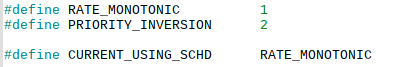 #define RATE_MONOTONIC 1
#define PRIORITY_INVERSION 2
#define CURRENT_USING_SCHD RATE_MONOTONIC